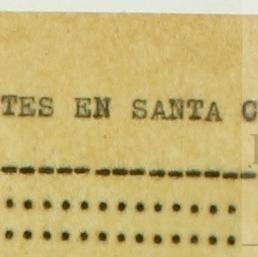 TES EN SANTA C
-------------
.............
.............